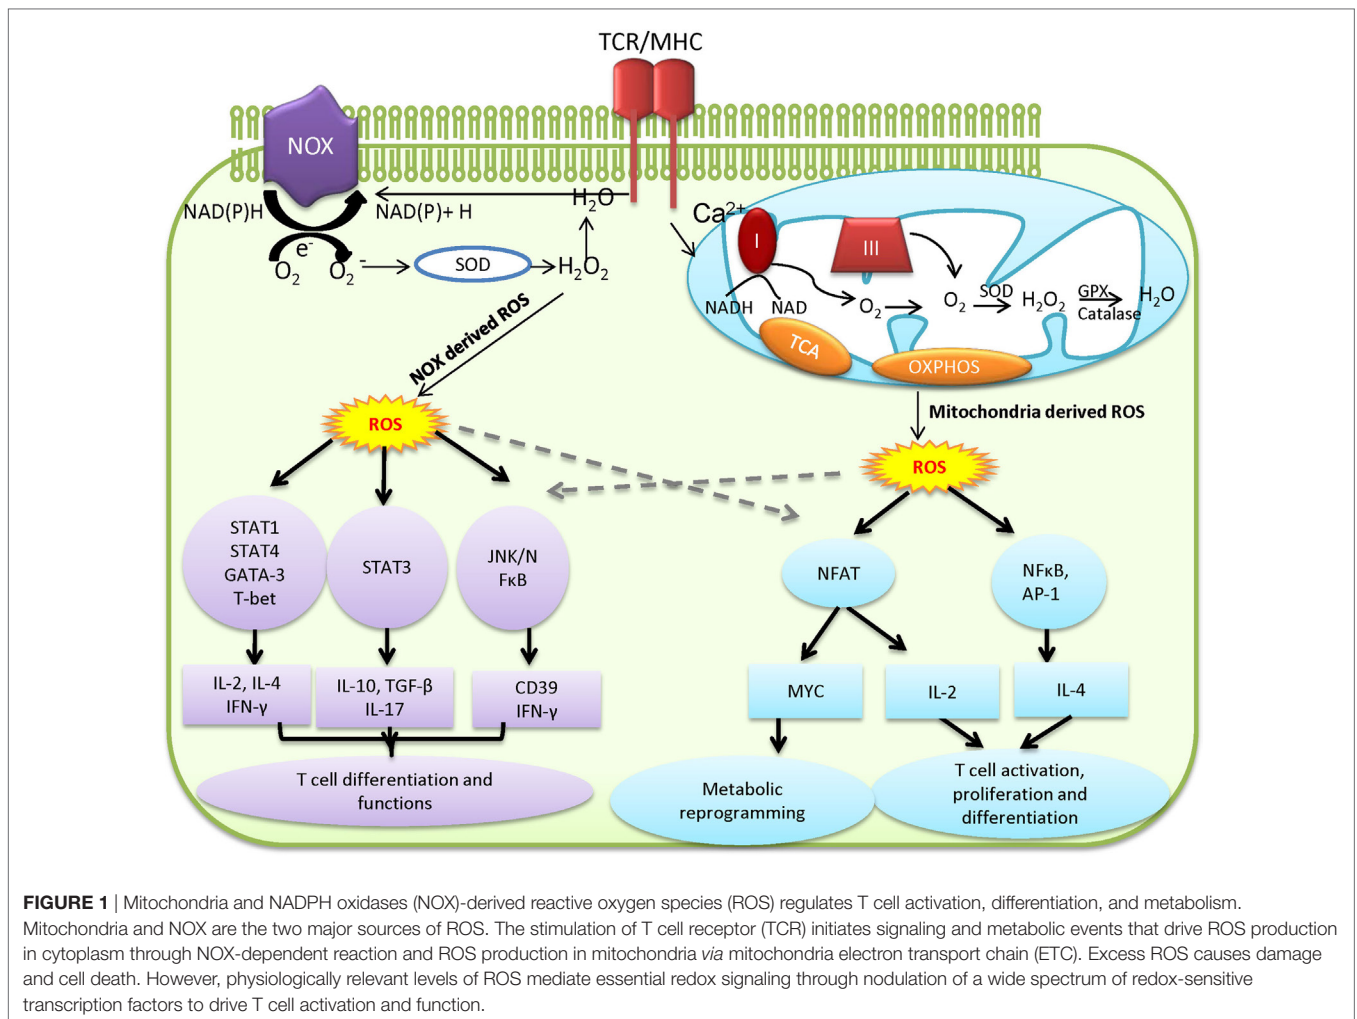 TCR/MHC
NOX
NAD(P)H
NAD(P)+ H
H2O
e-
O2
O2-
SOD
H2O2
NOX derived ROS
Ca2+
I
III
NADH
NAD
O2
O2
SOD
H2O2
GPX
Catalase
H2O
TCA
OXPHOS
Mitochondria derived ROS
ROS
ROS
STAT1
STAT4
GATA-3
T-bet
STAT3
JNK/N
FκB
NFAT
NFκB,
AP-1
IL-2, IL-4
IFN-γ
IL-10, TGF-β
IL-17
CD39
IFN-γ
MYC
IL-2
IL-4
T cell differentiation and
functions
Metabolic
reprogramming
T cell activation,
proliferation and
differentiation
FIGURE 1 | Mitochondria and NADPH oxidases (NOX)-derived reactive oxygen species (ROS) regulates T cell activation, differentiation, and metabolism.
Mitochondria and NOX are the two major sources of ROS. The stimulation of T cell receptor (TCR) initiates signaling and metabolic events that drive ROS production
in cytoplasm through NOX-dependent reaction and ROS production in mitochondria via mitochondria electron transport chain (ETC). Excess ROS causes damage
and cell death. However, physiologically relevant levels of ROS mediate essential redox signaling through nodulation of a wide spectrum of redox-sensitive
transcription factors to drive T cell activation and function.